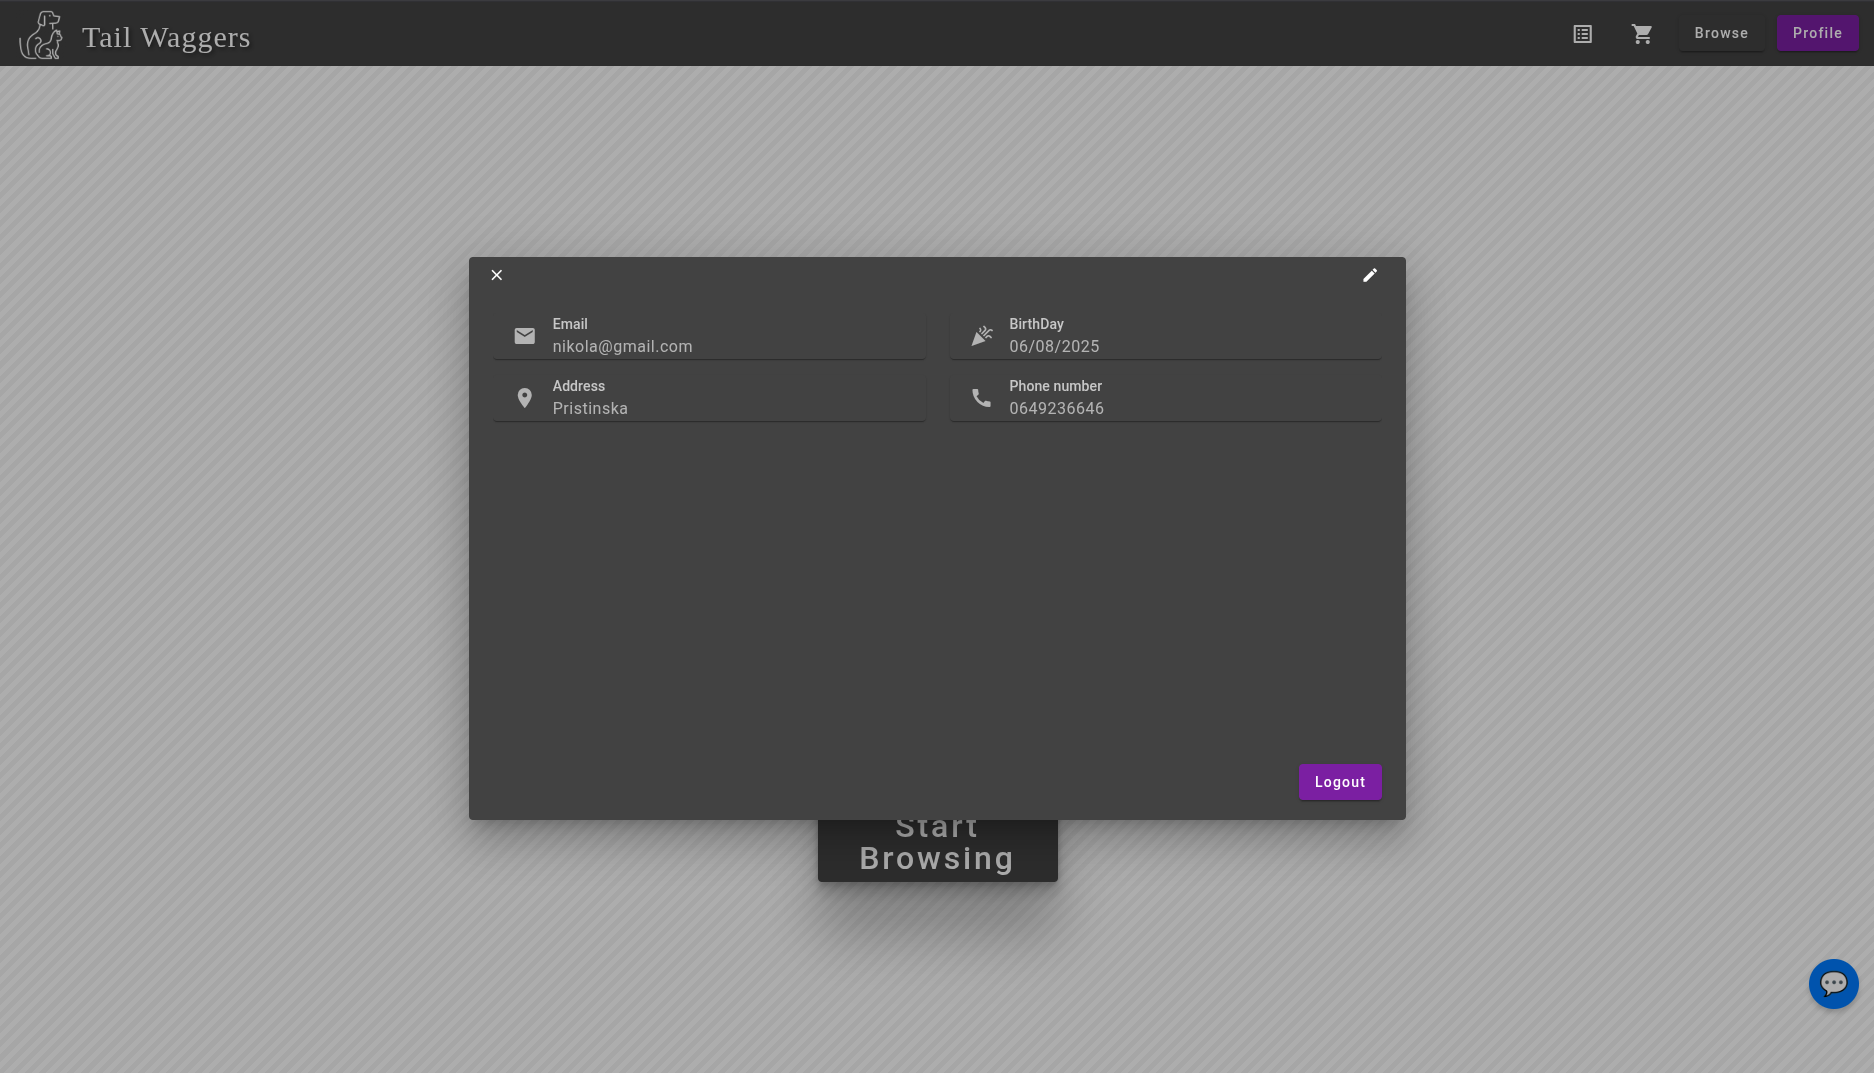 Tail Waggers
Browse
Profile
Email
nikola@gmail.com
BirthDay
06/08/2025
Address
Pristinska
Phone number
0649236646
Logout
Start
Browsing